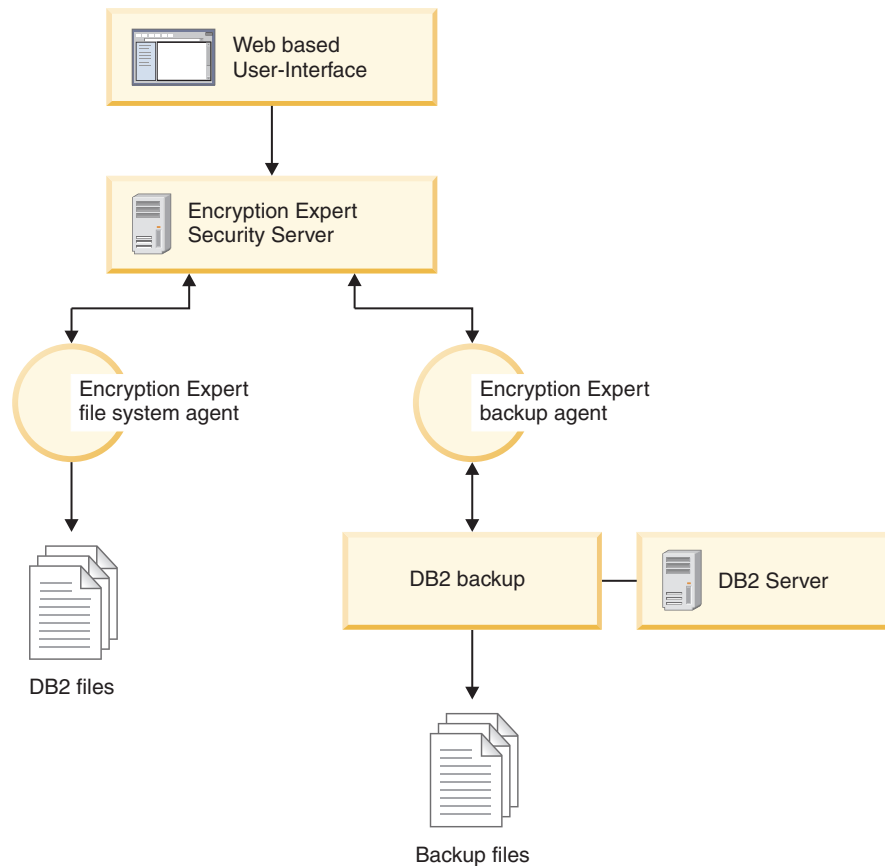 Web based
User-Interface
Encryption Expert
Security Server
Encryption Expert
file system agent
Encryption Expert
backup agent
DB2 backup
DB2 Server
DB2 files
Backup files